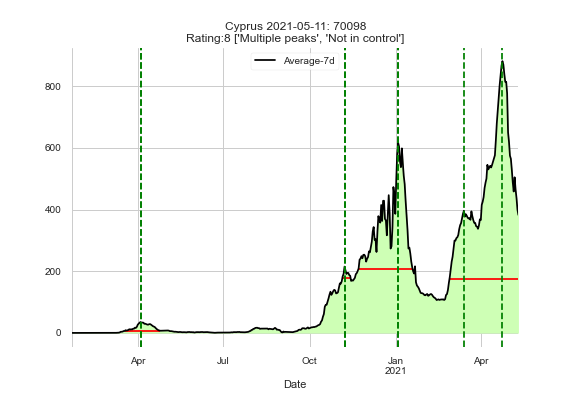 Cyprus 2021-05-11: 70098
Rating:8 ['Multiple peaks', 'Not in control']
Average-7d
800
600
400
200
0
Apr
Jul
Oct
Jan
2021
Apr
Date